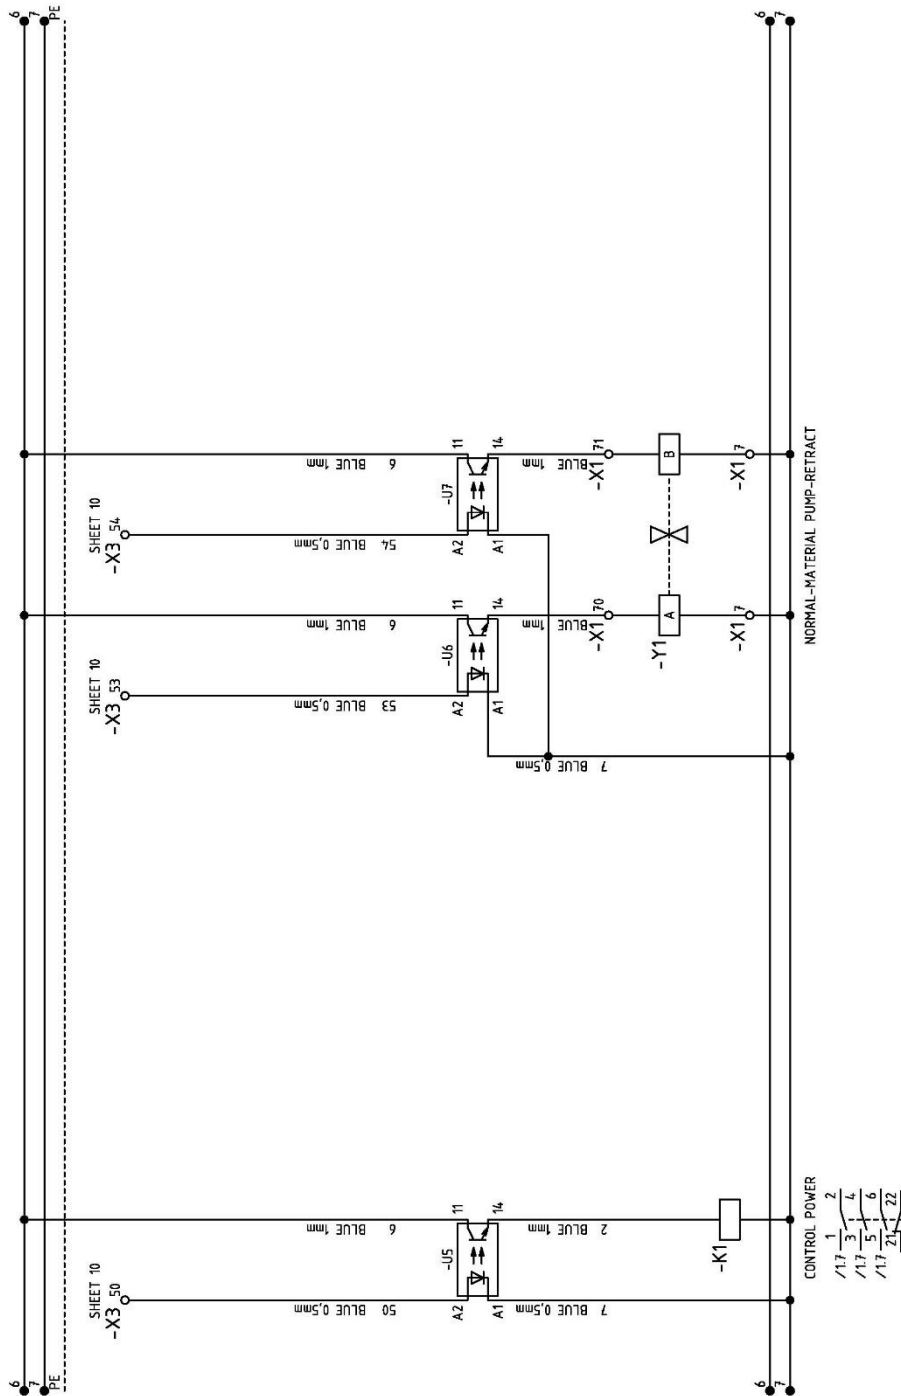 6
7
PE
6
7
PE
SHEET 10
-X3 50
SHEET 10
-X3 53
SHEET 10
-X3 54
50 BLUE 0,5mm
6 BLUE 1mm
53 BLUE 0,5mm
6 BLUE 1mm
54 BLUE 0,5mm
6 BLUE 1mm
A2
-U5
11
A1
14
A2
-U6
11
A1
14
A2
-U7
11
A1
14
7 BLUE 0,5mm
2 BLUE 1mm
7 BLUE 0,5mm
BLUE 1mm
BLUE 1mm
-X1 70
-X1 71
-Y1
A
B
-K1
-X1 7
-X1 7
6
7
6
7
CONTROL POWER
NORMAL-MATERIAL PUMP-RETRACT
/1.7 1 2
/1.7 3 4
/1.7 5 6
21 22